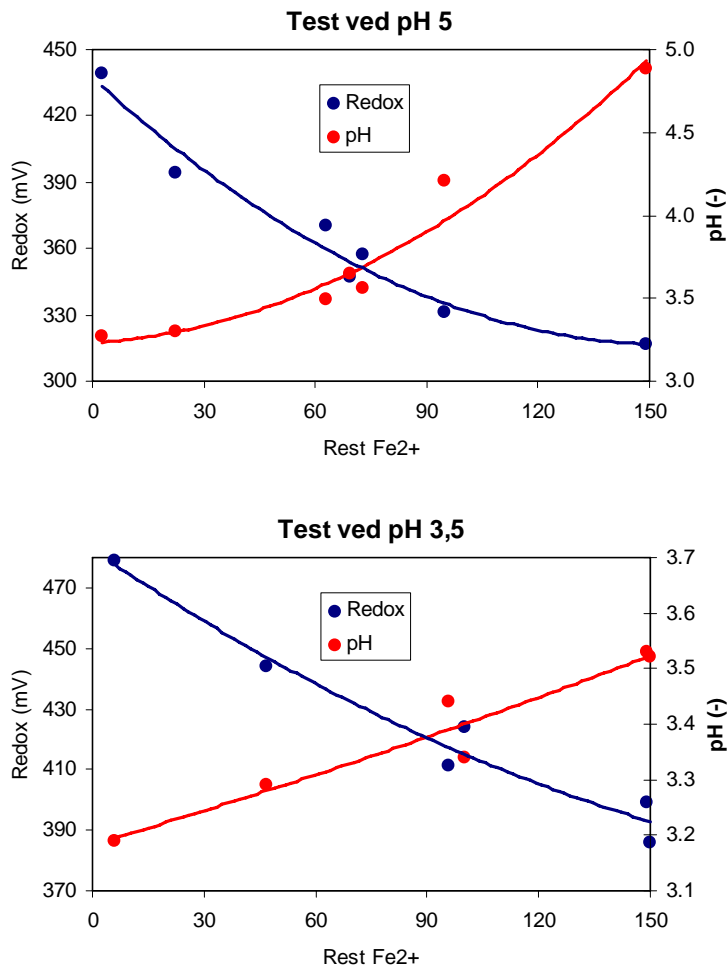 Test ved pH 5
450
420
390
360
330
300
Redox (mV)
Redox
pH
5.0
4.5
4.0
3.5
3.0
pH (-)
0 30 60 90 120 150
Rest Fe2+
Test ved pH 3,5
470
450
430
410
390
370
Redox (mV)
Redox
pH
3.7
3.6
3.5
3.4
3.3
3.2
3.1
pH (-)
0 30 60 90 120 150
Rest Fe2+